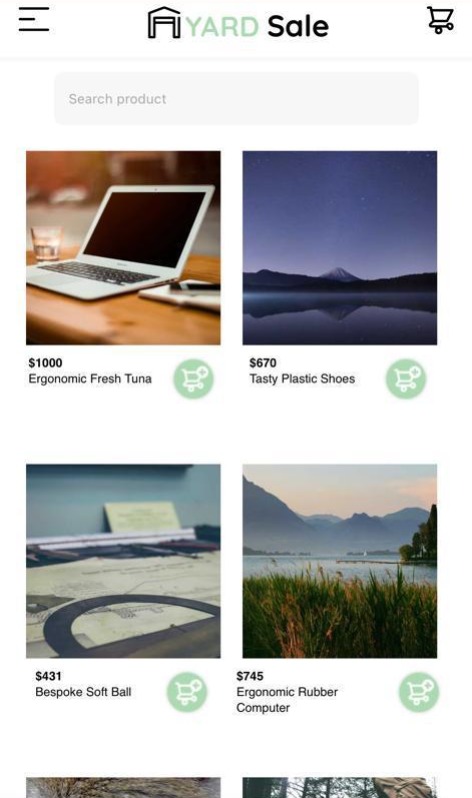 YARD Sale
Search product
$1000
Ergonomic Fresh Tuna
$670
Tasty Plastic Shoes
$431
Bespoke Soft Ball
$745
Ergonomic Rubber
Computer